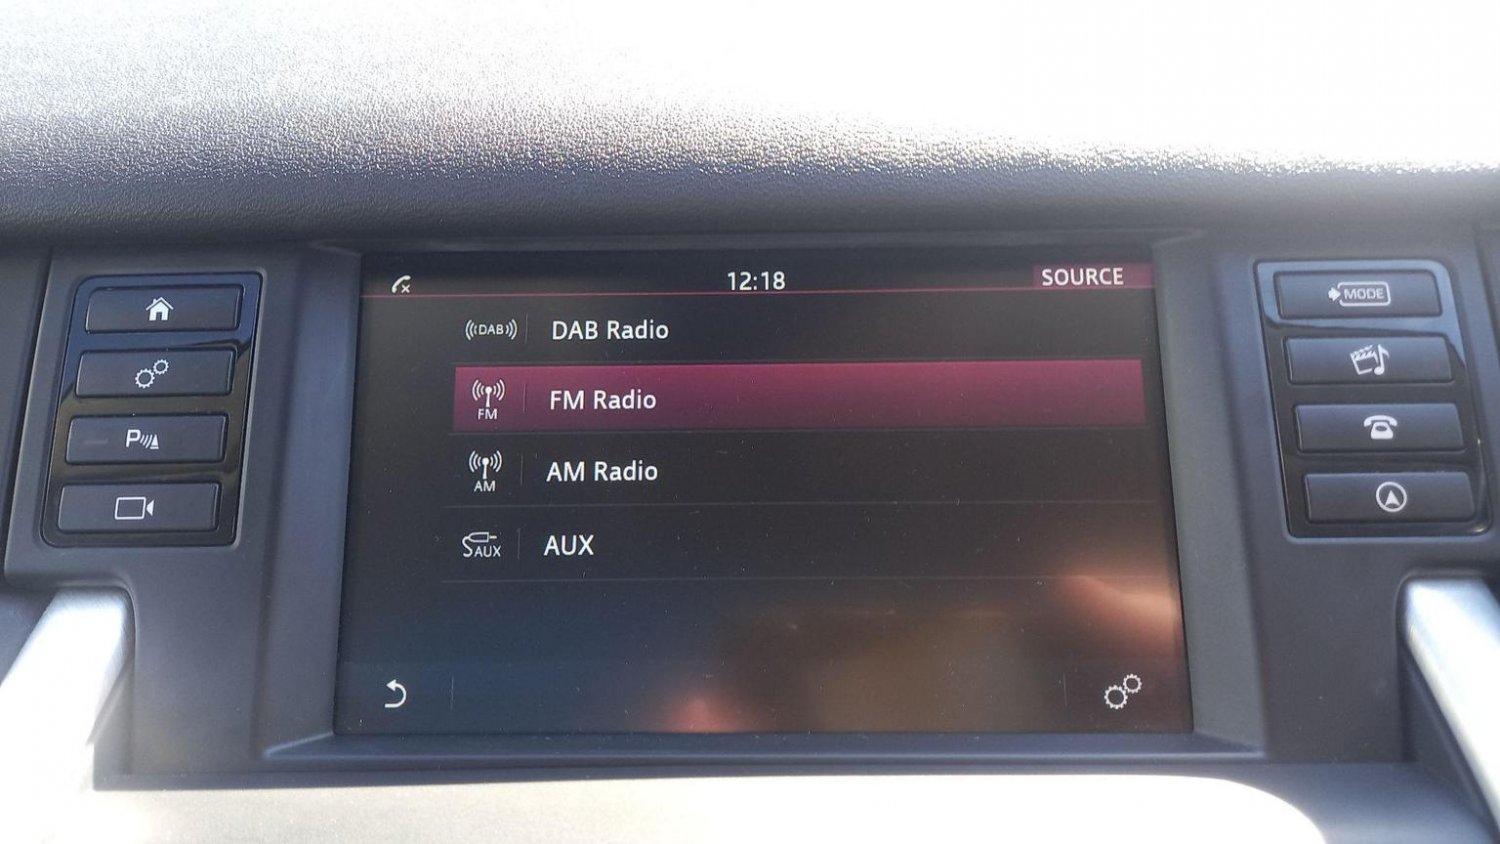 12:18
SOURCE
DAB
DAB Radio
FM
FM Radio
AM
AM Radio
AUX
AUX
P
MODE